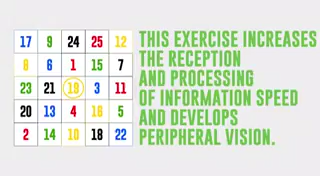 17 9 24 25 12
8 6 1 15 7
23 21 19 3 11
20 13 4 16 5
2 14 10 18 22
THIS EXERCISE INCREASES
THE RECEPTION
AND PROCESSING
OF INFORMATION SPEED
AND DEVELOPS
PERIPHERAL VISION.